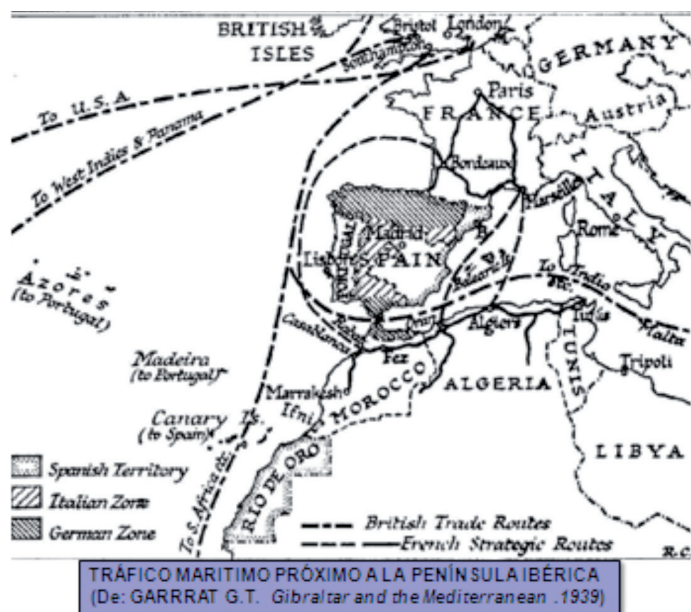 BRITISH
ISLES
Bristol
London
Southampton
GERMANY
To U.S.A
Paris
FRANCE
Austria
To West Indies & Panama
Bordeaux
ITALY
Marseille
Madrid
B.
Rome
Lisbon
SPAIN
PORTUGAL
Balearic Is
To India
etc.
Azores
(to Portugal)
Casablanca
Rabat
Oran
Algiers
Tunis
Malta
Fez
Madeira
(to Portugal)
TUNIS
Tripoli
Marrakesh
MOROCCO
ALGERIA
Canary Is.
(to Spain)
Ifni
LIBYA
Spanish Territory
Italian Zone
German Zone
To S. Africa etc.
RIO DE ORO
British Trade Routes
French Strategic Routes
R.C.
TRÁFICO MARITIMO PRÓXIMO A LA PENÍNSULA IBÉRICA
(De: GARRRAT G.T. Gibraltar and the Mediterranean .1939)